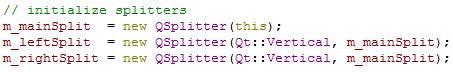 // initialize splitters
m_mainSplit  = new QSplitter(this);
m_leftSplit  = new QSplitter(Qt::Vertical, m_mainSplit);
m_rightSplit = new QSplitter(Qt::Vertical, m_mainSplit);